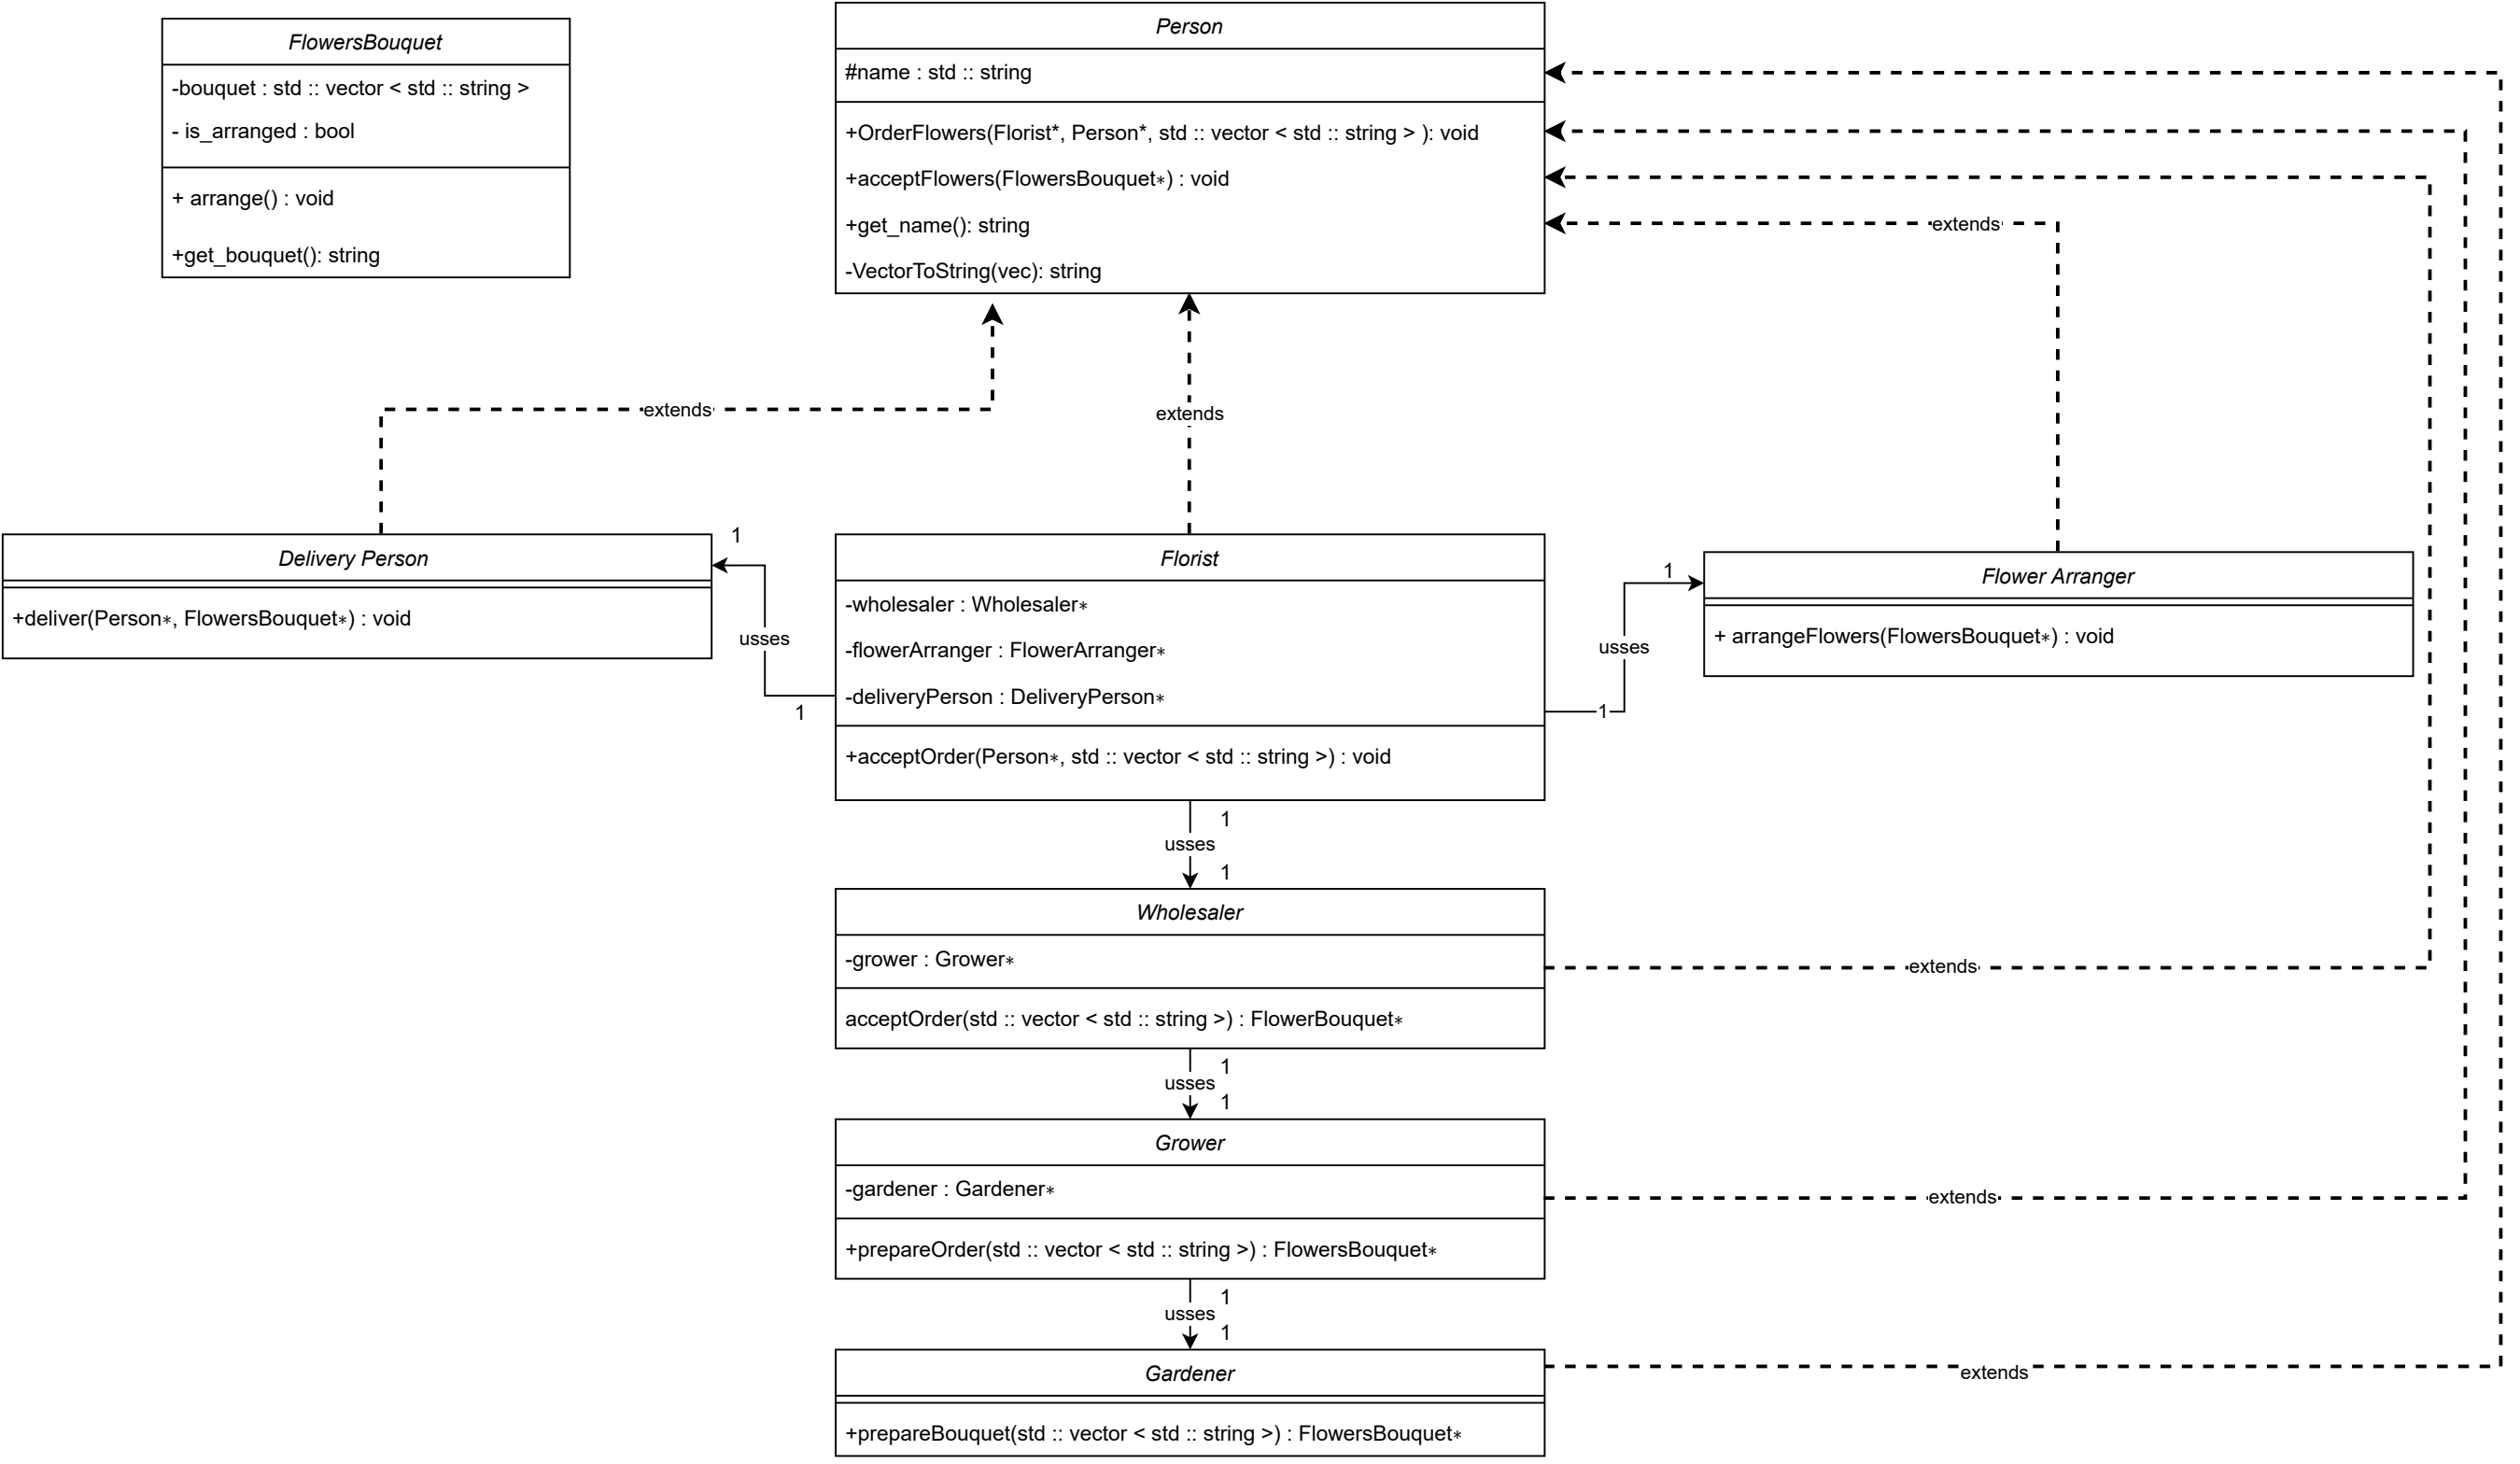 FlowersBouquet
-bouquet : std :: vector < std :: string >
- is_arranged : bool
+ arrange() : void
+get_bouquet(): string
Person
#name : std :: string
+OrderFlowers(Florist*, Person*, std :: vector < std :: string > ): void
+acceptFlowers(FlowersBouquet*) : void
+get_name(): string
-VectorToString(vec): string
extends
extends
extends
Delivery Person
+deliver(Person*, FlowersBouquet*) : void
1
usses
1
Florist
-wholesaler : Wholesaler*
-flowerArranger : FlowerArranger*
-deliveryPerson : DeliveryPerson*
+acceptOrder(Person*, std :: vector < std :: string >) : void
1
usses
1
Flower Arranger
+ arrangeFlowers(FlowersBouquet*) : void
1
usses
1
Wholesaler
-grower : Grower*
acceptOrder(std :: vector < std :: string >) : FlowerBouquet*
extends
1
usses
1
Grower
-gardener : Gardener*
+prepareOrder(std :: vector < std :: string >) : FlowersBouquet*
extends
1
usses
1
Gardener
+prepareBouquet(std :: vector < std :: string >) : FlowersBouquet*
extends